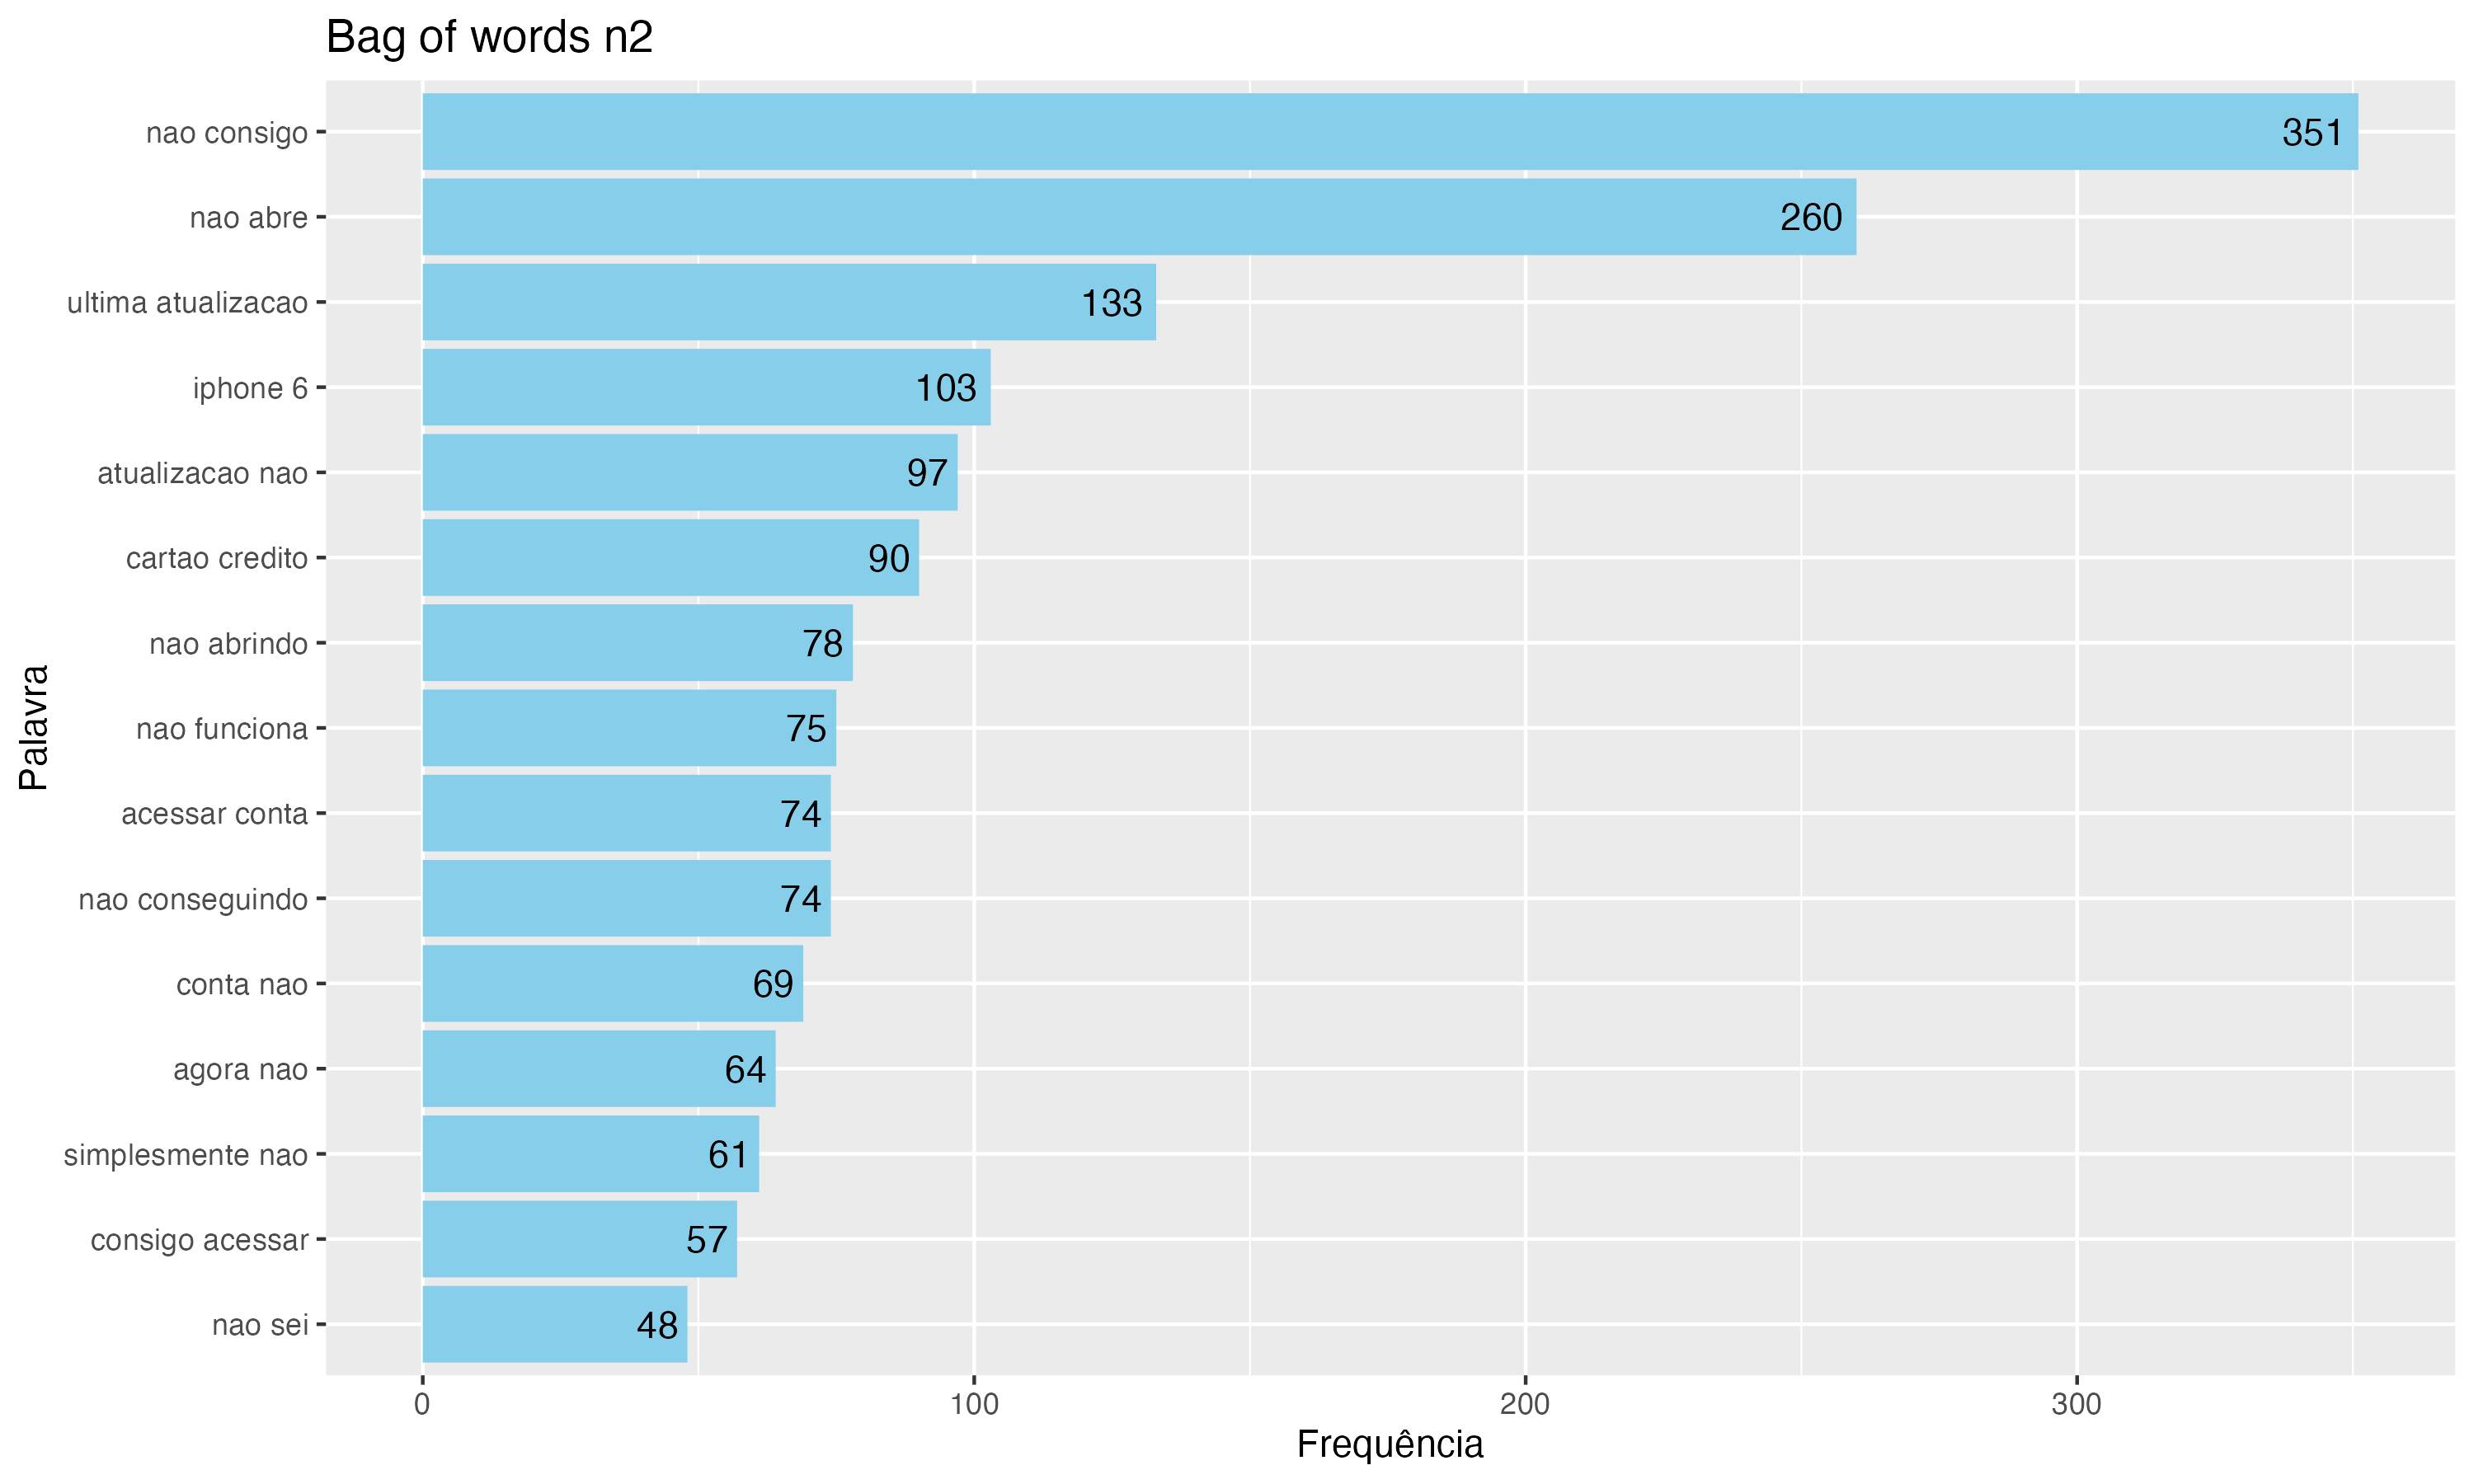 Bag of words n2
Palavra
nao consigo 351
nao abre 260
ultima atualizacao 133
iphone 6 103
atualizacao nao 97
cartao credito 90
nao abrindo 78
nao funciona 75
acessar conta 74
nao conseguindo 74
conta nao 69
agora nao 64
simplesmente nao 61
consigo acessar 57
nao sei 48
0 100 200 300
Frequência